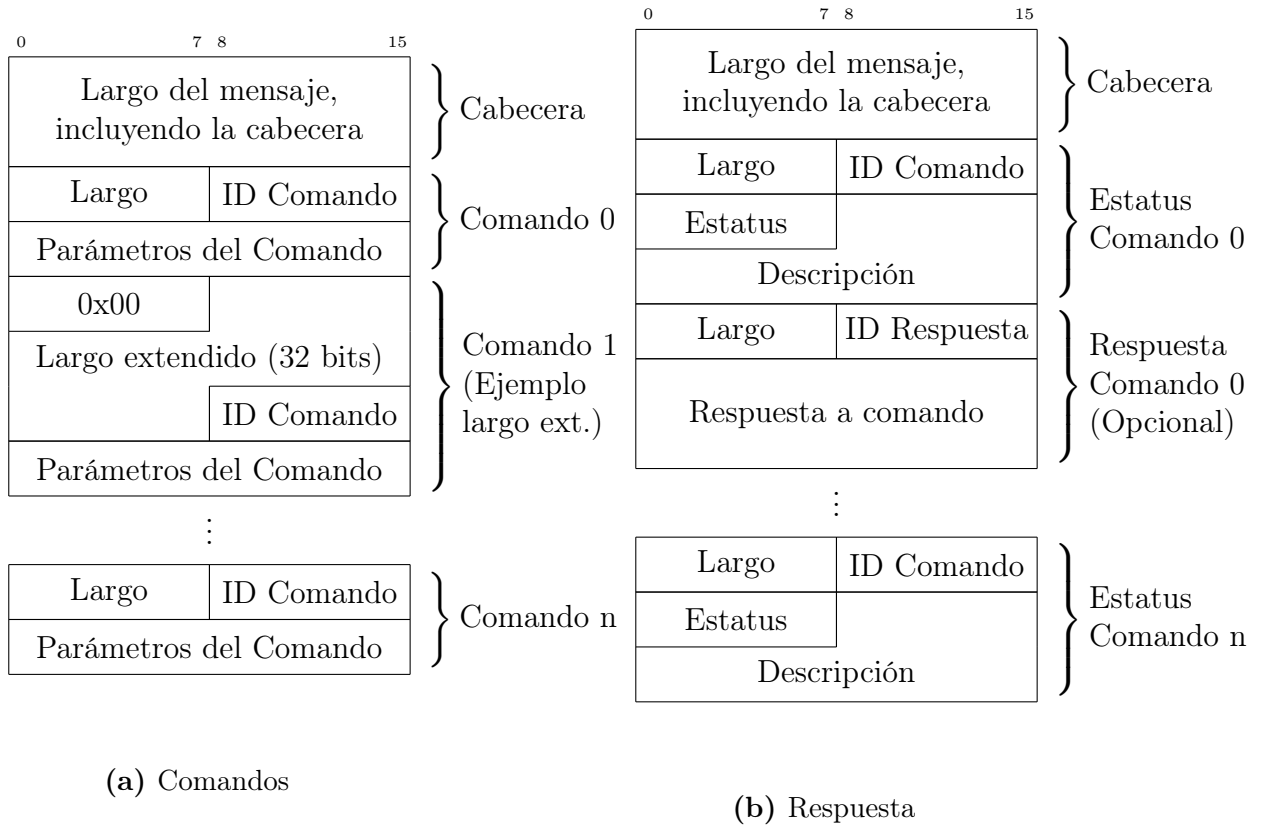 0 7 8 15
Largo del mensaje,
incluyendo la cabecera
Cabecera
Largo ID Comando
Parámetros del Comando
Comando 0
0x00
Largo extendido (32 bits)
ID Comando
Parámetros del Comando
Comando 1
(Ejemplo
largo ext.)
⋮
Largo ID Comando
Parámetros del Comando
Comando n
(a) Comandos
0 7 8 15
Largo del mensaje,
incluyendo la cabecera
Cabecera
Largo ID Comando
Estatus
Descripción
Estatus
Comando 0
Largo ID Respuesta
Respuesta a comando
Respuesta
Comando 0
(Opcional)
⋮
Largo ID Comando
Estatus
Descripción
Estatus
Comando n
(b) Respuesta